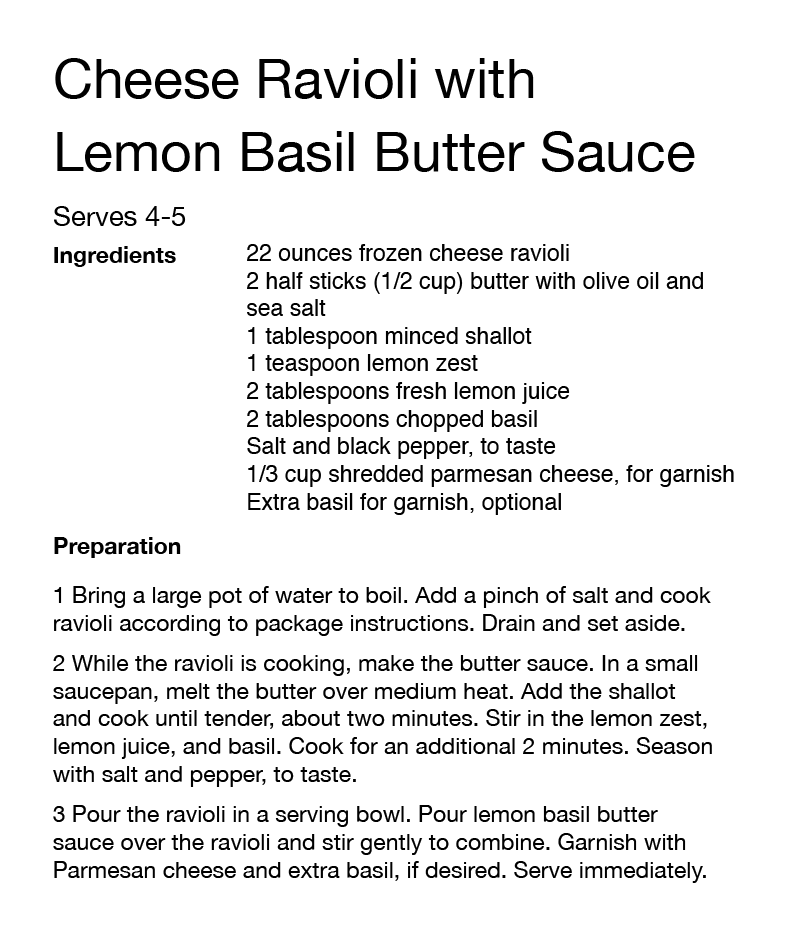 Cheese Ravioli with
Lemon Basil Butter Sauce
Serves 4-5
Ingredients
22 ounces frozen cheese ravioli
2 half sticks (1/2 cup) butter with olive oil and
sea salt
1 tablespoon minced shallot
1 teaspoon lemon zest
2 tablespoons fresh lemon juice
2 tablespoons chopped basil
Salt and black pepper, to taste
1/3 cup shredded parmesan cheese, for garnish
Extra basil for garnish, optional
Preparation
1 Bring a large pot of water to boil. Add a pinch of salt and cook
ravioli according to package instructions. Drain and set aside.
2 While the ravioli is cooking, make the butter sauce. In a small
saucepan, melt the butter over medium heat. Add the shallot
and cook until tender, about two minutes. Stir in the lemon zest,
lemon juice, and basil. Cook for an additional 2 minutes. Season
with salt and pepper, to taste.
3 Pour the ravioli in a serving bowl. Pour lemon basil butter
sauce over the ravioli and stir gently to combine. Garnish with
Parmesan cheese and extra basil, if desired. Serve immediately.